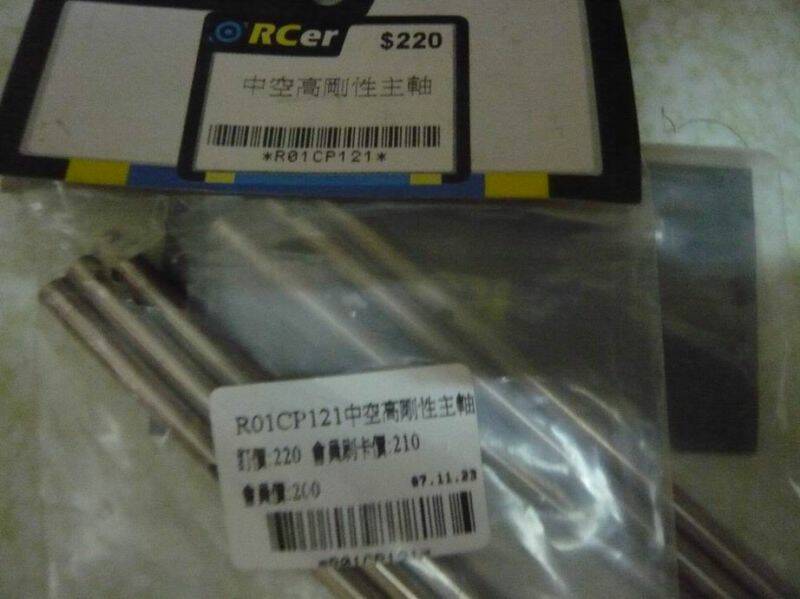 RCer $220
中空高剛性主軸
*R01CP121*
R01CP121中空高剛性主軸
訂價:220 會員刷卡價:210
07.11.23
會員價:200
*R01CP121*